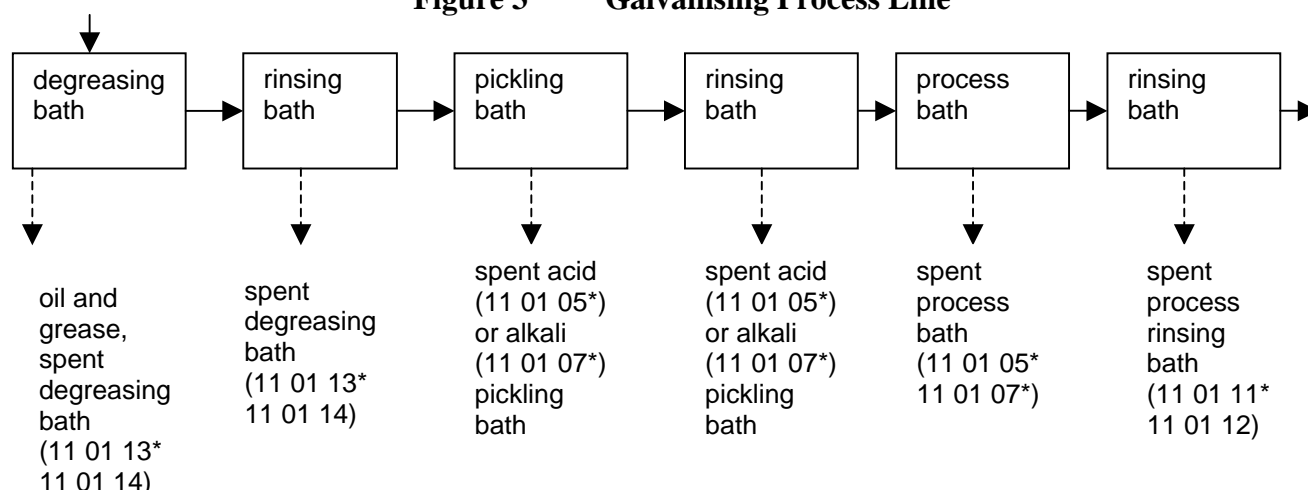 Figure 3 Galvanising Process Line
degreasing
bath
rinsing
bath
pickling
bath
rinsing
bath
process
bath
rinsing
bath
oil and
grease,
spent
degreasing
bath
(11 01 13*
11 01 14)
spent
degreasing
bath
(11 01 13*
11 01 14)
spent acid
(11 01 05*)
or alkali
(11 01 07*)
pickling
bath
spent acid
(11 01 05*)
or alkali
(11 01 07*)
pickling
bath
spent
process
bath
(11 01 05*
11 01 07*)
spent
process
rinsing
bath
(11 01 11*
11 01 12)